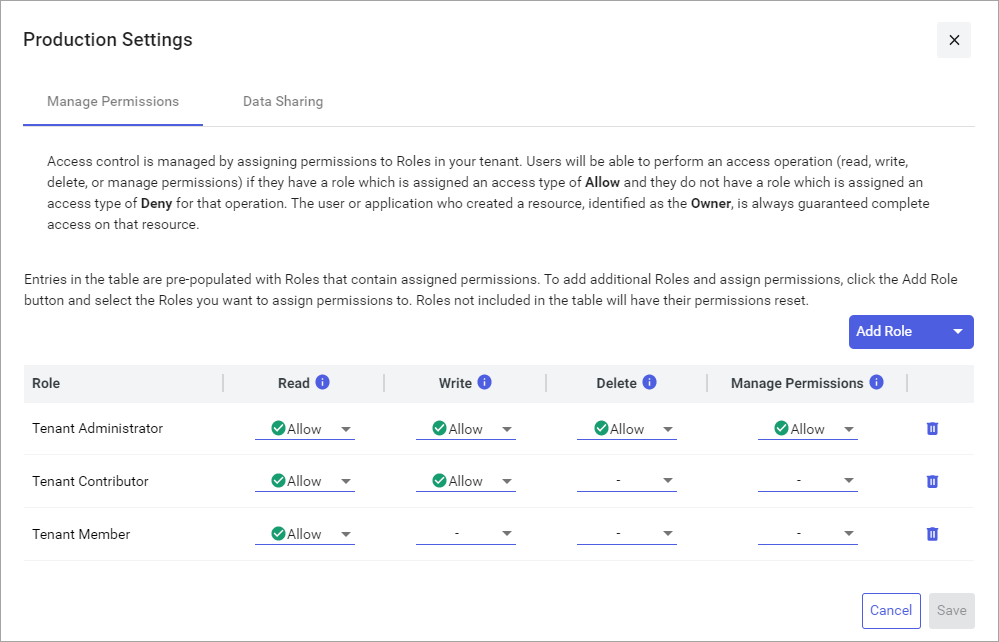 Production Settings
Manage Permissions
Data Sharing
Access control is managed by assigning permissions to Roles in your tenant. Users will be able to perform an access operation (read, write,
delete, or manage permissions) if they have a role which is assigned an access type of Allow and they do not have a role which is assigned an
access type of Deny for that operation. The user or application who created a resource, identified as the Owner, is always guaranteed complete
access on that resource.
Entries in the table are pre-populated with Roles that contain assigned permissions. To add additional Roles and assign permissions, click the Add Role
button and select the Roles you want to assign permissions to. Roles not included in the table will have their permissions reset.
Add Role
Role Read Write Delete Manage Permissions
Tenant Administrator Allow Allow Allow Allow
Tenant Contributor Allow Allow - -
Tenant Member Allow - - -
Cancel Save